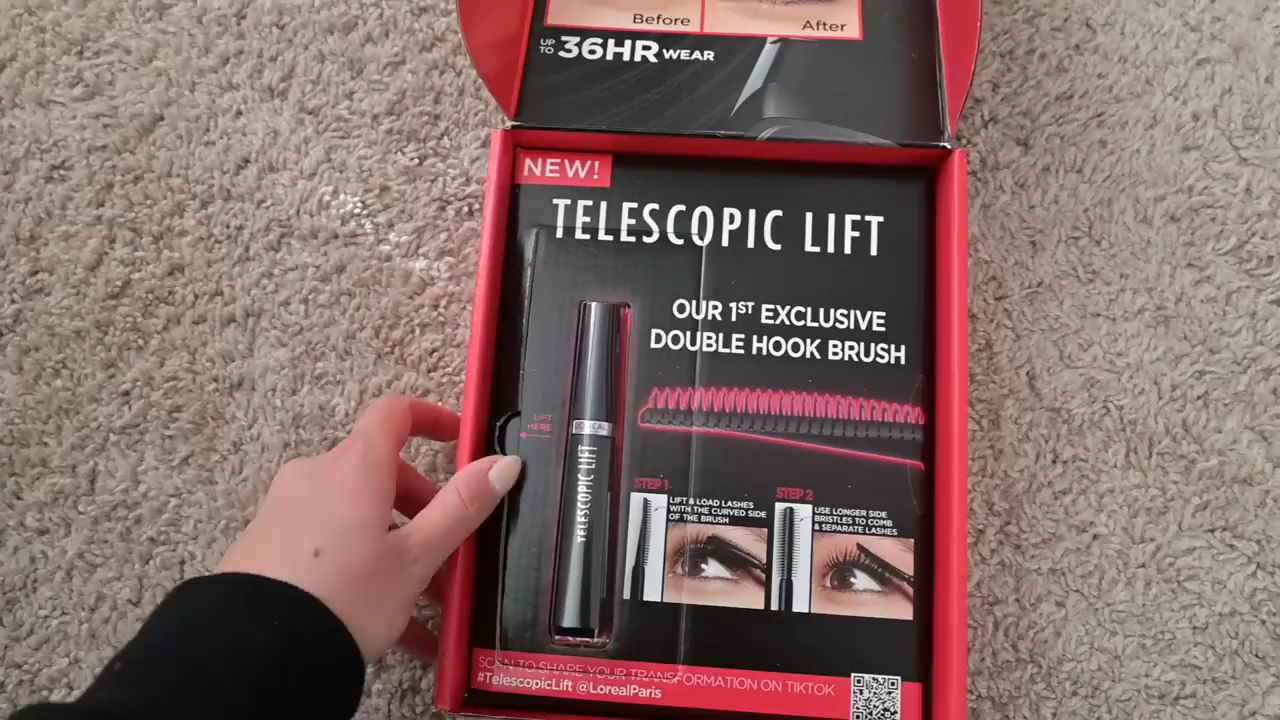 Before
After
UP TO 36HR WEAR
NEW!
TELESCOPIC LIFT
OUR 1ST EXCLUSIVE
DOUBLE HOOK BRUSH
LIFT
HERE
L'ORÉAL
TELESCOPIC LIFT
STEP 1
LIFT & LOAD LASHES
WITH THE CURVED SIDE
OF THE BRUSH
STEP 2
USE LONGER SIDE
BRISTLES TO COMB
& SEPARATE LASHES
SCAN TO SHARE YOUR TRANSFORMATION ON TIKTOK
#TelescopicLift @LorealParis